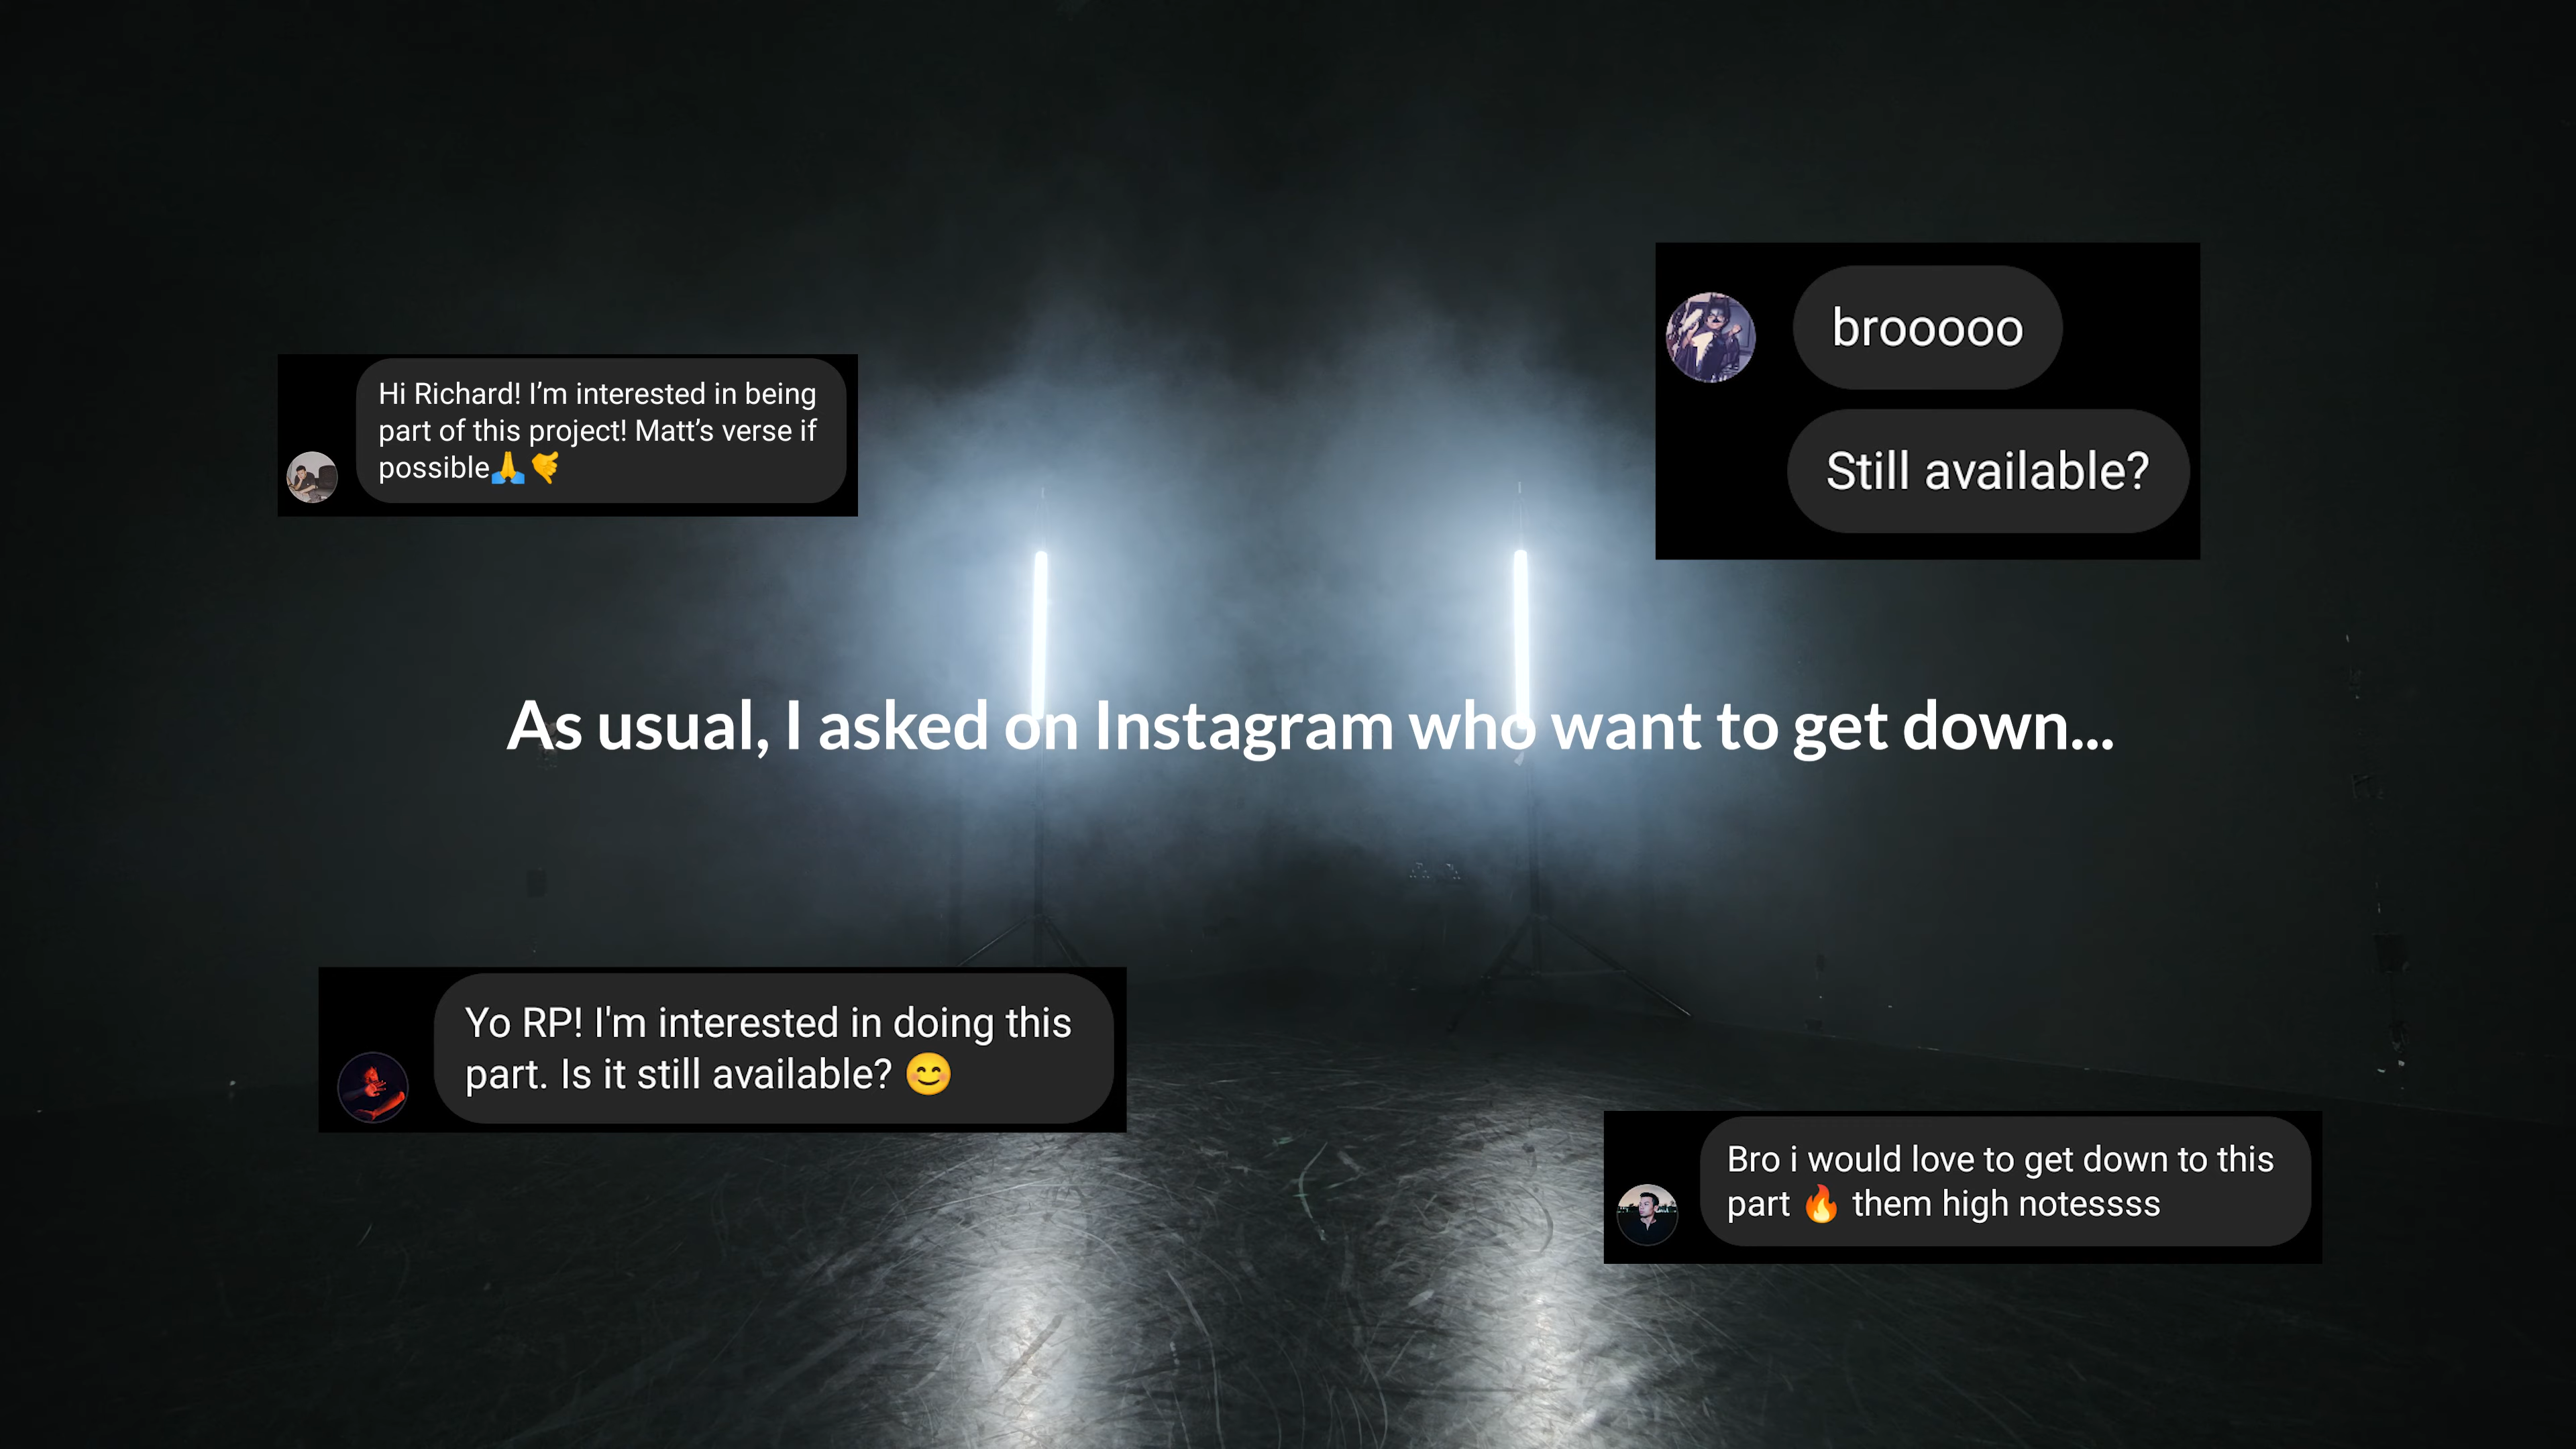 Hi Richard! I’m interested in being
part of this project! Matt’s verse if
possible🙏🤙
brooooo
Still available?
As usual, I asked on Instagram who want to get down...
Yo RP! I'm interested in doing this
part. Is it still available? 😊
Bro i would love to get down to this
part 🔥 them high notessss